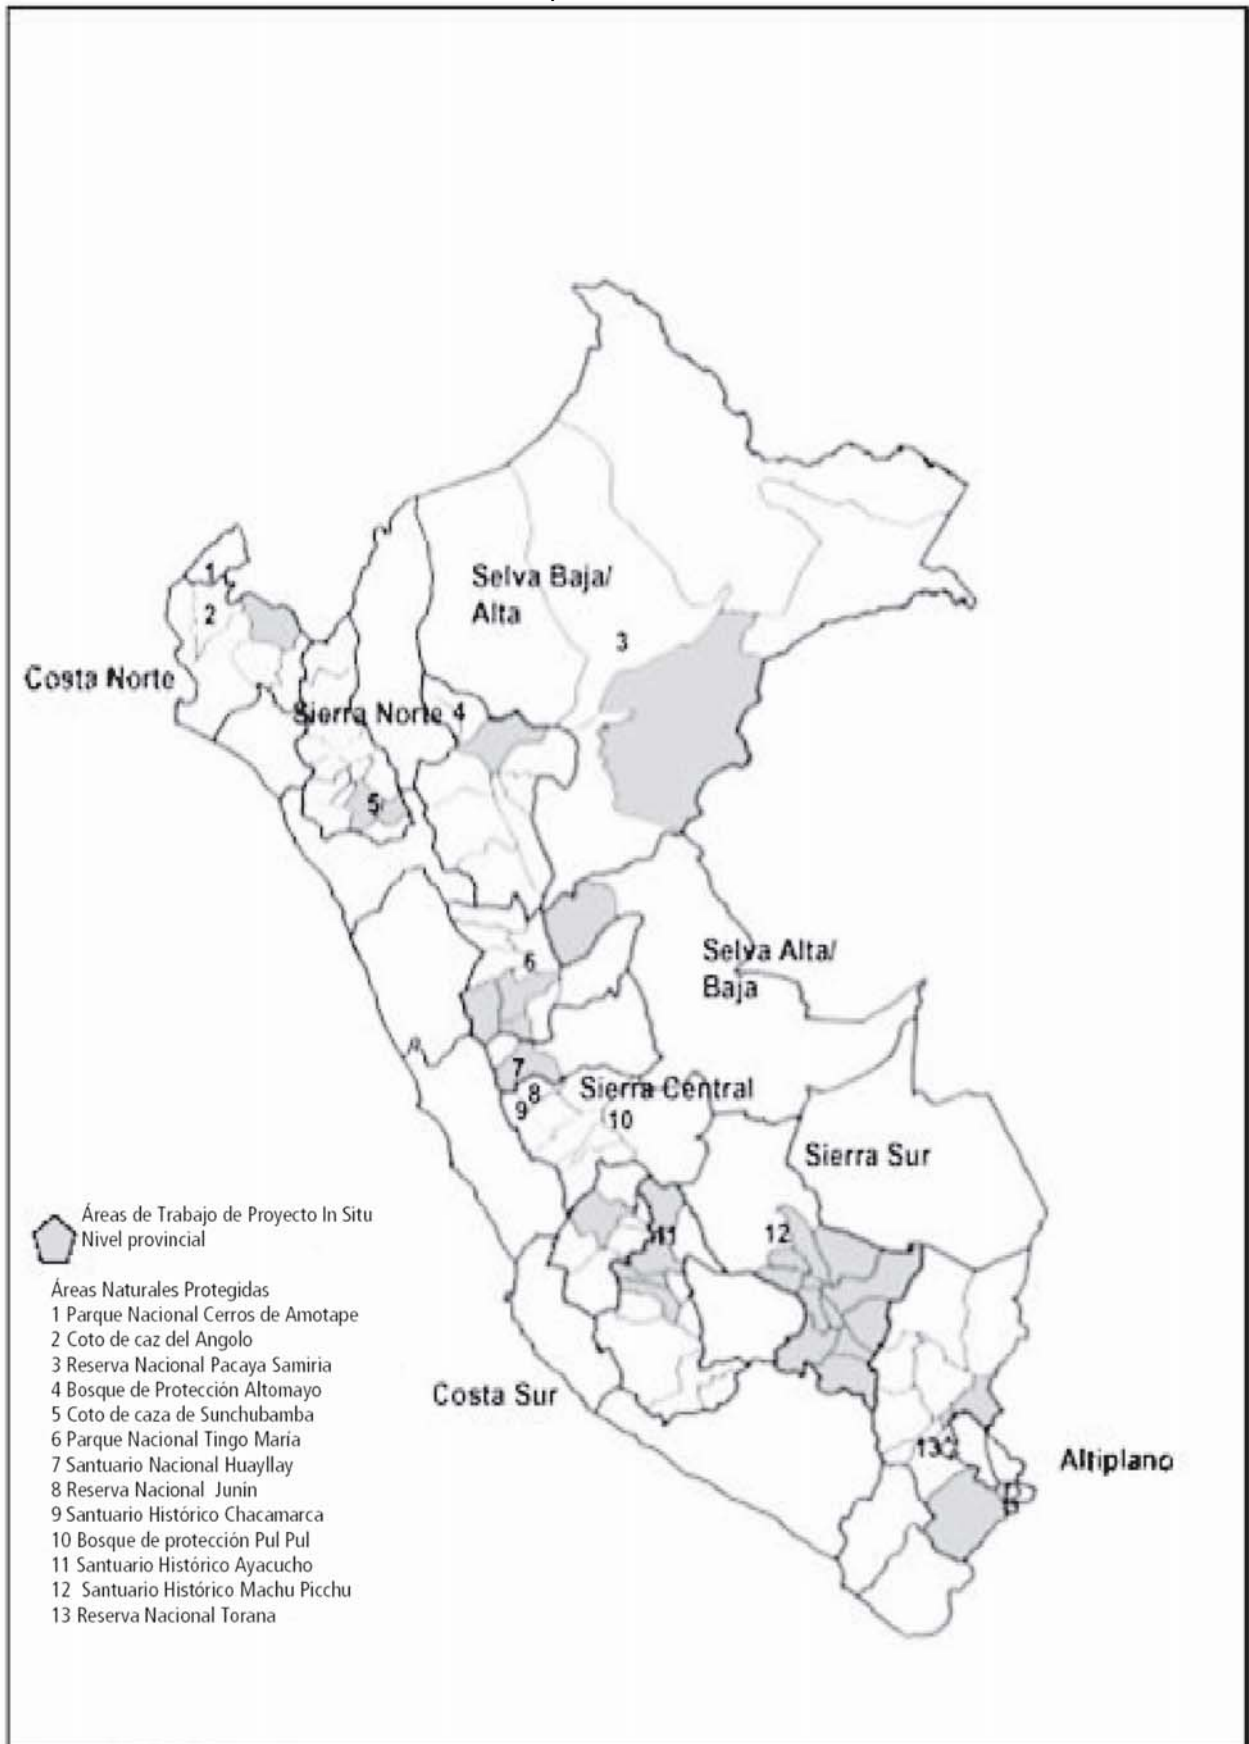 1
2
Selva Baja/
Alta
3
Costa Norte
Sierra Norte 4
5
6
Selva Alta/
Baja
7
8
9
Sierra Central
10
Sierra Sur
11
12
Costa Sur
13
Altiplano
Áreas de Trabajo de Proyecto In Situ
Nivel provincial
Áreas Naturales Protegidas
1 Parque Nacional Cerros de Amotape
2 Coto de caz del Angolo
3 Reserva Nacional Pacaya Samiria
4 Bosque de Protección Altomayo
5 Coto de caza de Sunchubamba
6 Parque Nacional Tingo María
7 Santuario Nacional Huayllay
8 Reserva Nacional Junin
9 Santuario Histórico Chacamarca
10 Bosque de protección Pul Pul
11 Santuario Histórico Ayacucho
12 Santuario Histórico Machu Picchu
13 Reserva Nacional Torana